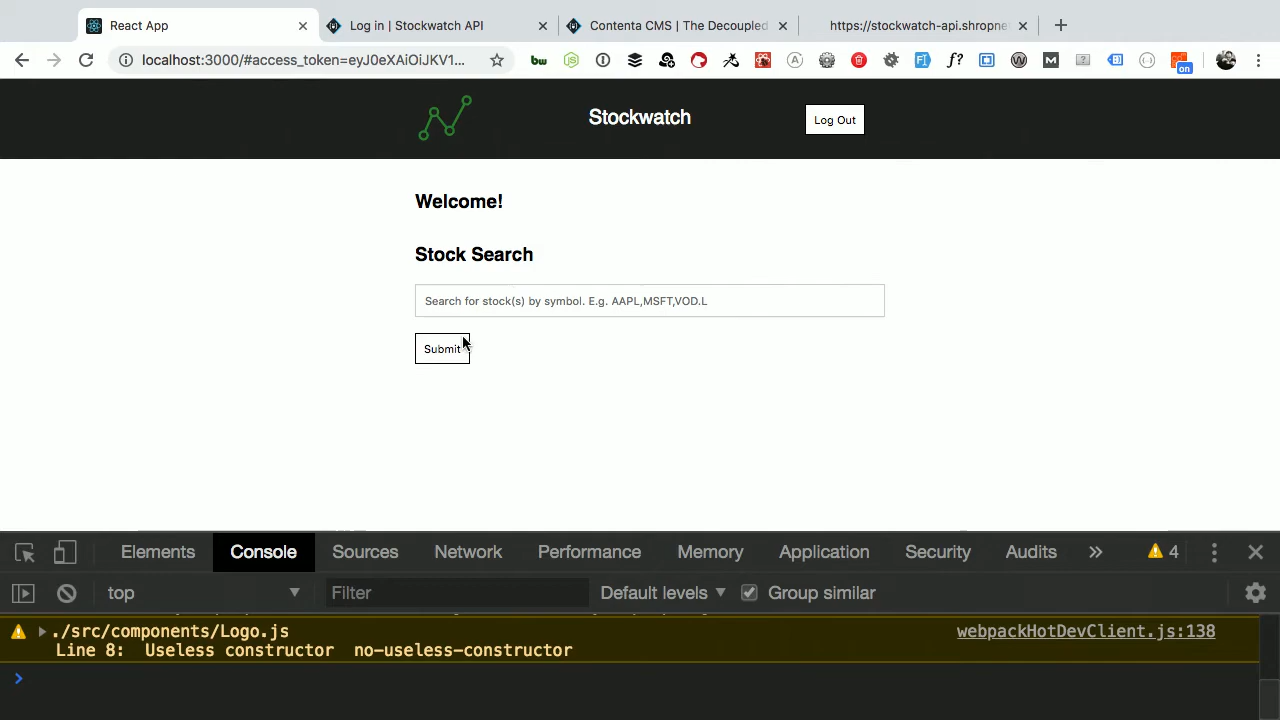 React App
Log in | Stockwatch API
Contenta CMS | The Decoupled
https://stockwatch-api.shropne
localhost:3000/#access_token=eyJ0eXAiOiJKV1...
bw
f?
on
Stockwatch
Log Out
Welcome!
Stock Search
Search for stock(s) by symbol. E.g. AAPL,MSFT,VOD.L
Submit
Elements Console Sources Network Performance Memory Application Security Audits » 4
top Filter Default levels Group similar
./src/components/Logo.js webpackHotDevClient.js:138
Line 8: Useless constructor no-useless-constructor